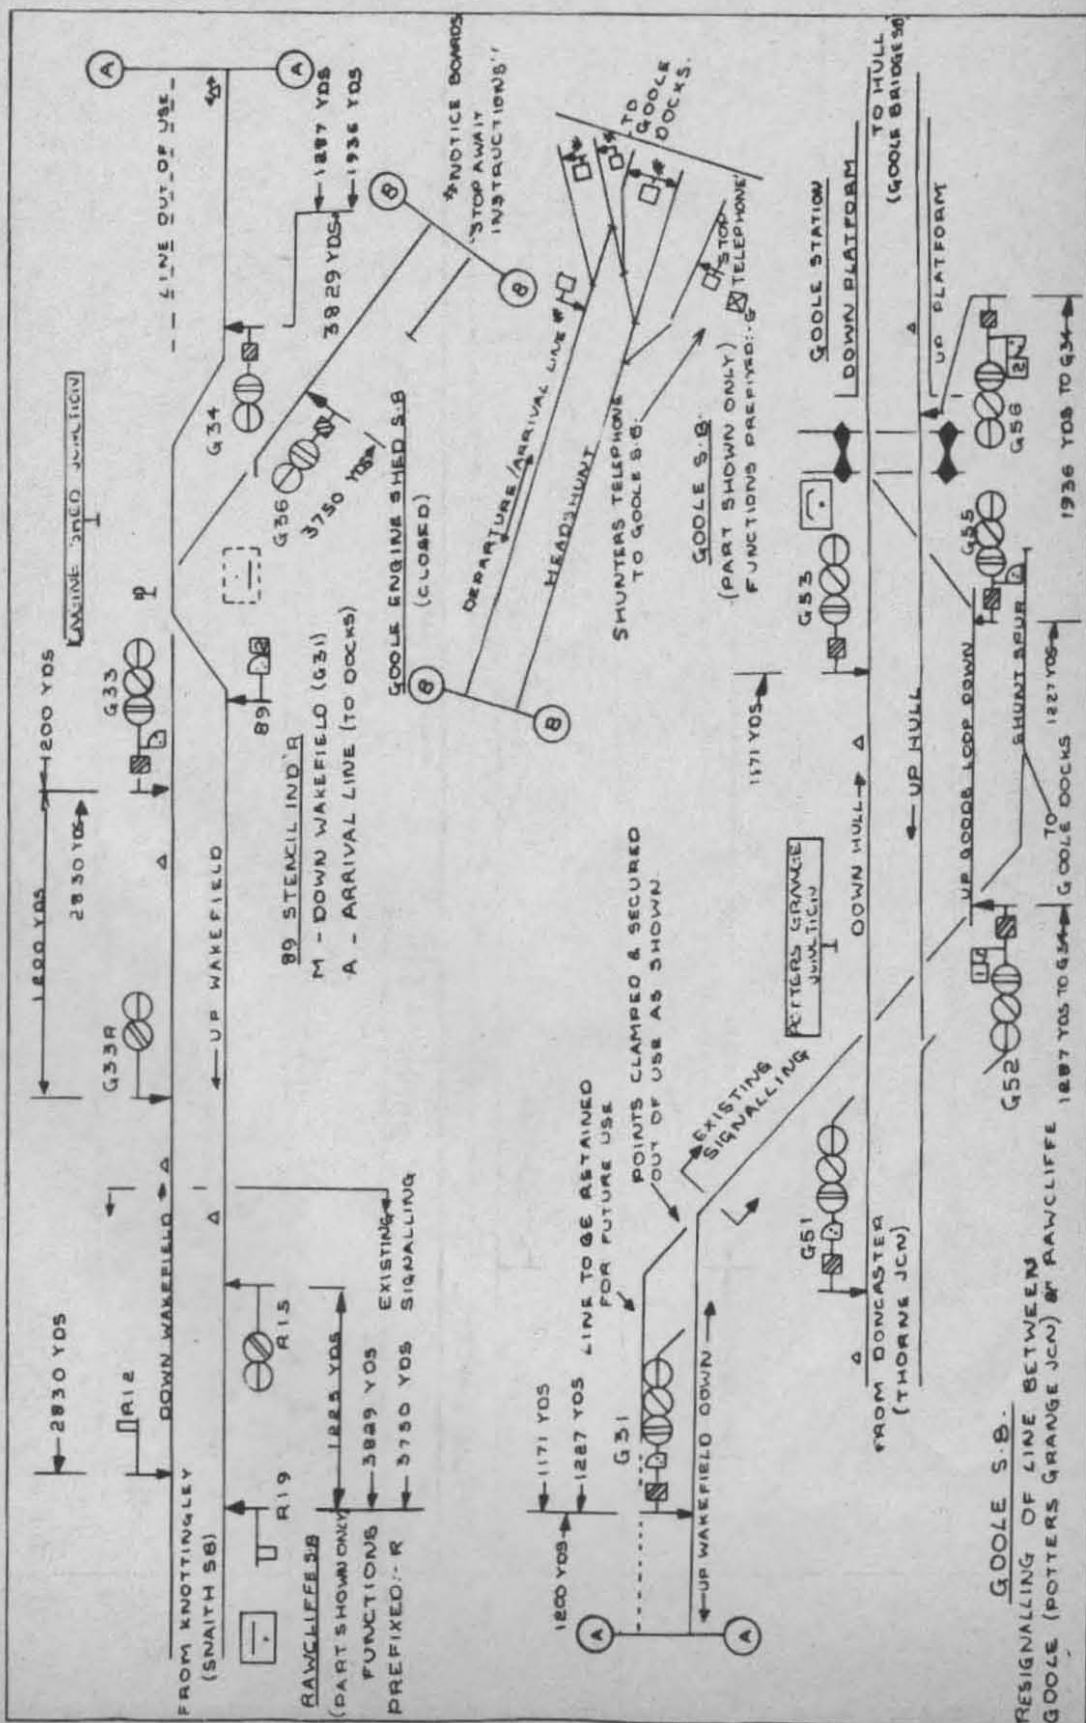 2830 YDS
1200 YDS
1200 YDS
2830 YDS
ENGINE SHED JUNCTION
LINE OUT OF USE
A
A
R12
G33R
G33
G34
1287 YDS
1936 YDS
3829 YDS
FROM KNOTTINGLEY
(SNAITH SB)
DOWN WAKEFIELD
UP WAKEFIELD
R19
R15
89
G36
3750 YDS
B
B
"NOTICE BOARDS
"STOP AWAIT
INSTRUCTIONS"
RAWCLIFFE SB
(PART SHOWN ONLY)
FUNCTIONS
PREFIXED:- R
1225 YDS
3829 YDS
3750 YDS
EXISTING
SIGNALLING
89 STENCIL IND'R
M - DOWN WAKEFIELD (G31)
A - ARRIVAL LINE (TO DOCKS)
GOOLE ENGINE SHED S.B
(CLOSED)
B
B
DEPARTURE/ARRIVAL LINE
HEADSHUNT
TO
GOOLE
DOCKS.
STOP
TELEPHONE'
SHUNTERS TELEPHONE
TO GOOLE S.B.
GOOLE S.B.
(PART SHOWN ONLY)
FUNCTIONS PREFIXED:- G
1200 YDS
1171 YDS
1287 YDS
LINE TO BE RETAINED
FOR FUTURE USE
POINTS CLAMPED & SECURED
OUT OF USE AS SHOWN.
G31
A
A
UP WAKEFIELD DOWN
EXISTING
SIGNALLING
POTTERS GRANGE
JUNCTION
1171 YDS
G51
G53
GOOLE STATION
DOWN PLATFORM
FROM DONCASTER
(THORNE JCN)
DOWN HULL
UP HULL
TO HULL
(GOOLE BRIDGE SB)
UP PLATFORM
UP GOODS LOOP DOWN
SHUNT SPUR
G52
G55
G56
TO
GOOLE DOCKS
1287 YDS TO G34
1227 YDS
1936 YDS TO G34
GOOLE S.B.
RESIGNALLING OF LINE BETWEEN
GOOLE (POTTERS GRANGE JCN) & RAWCLIFFE